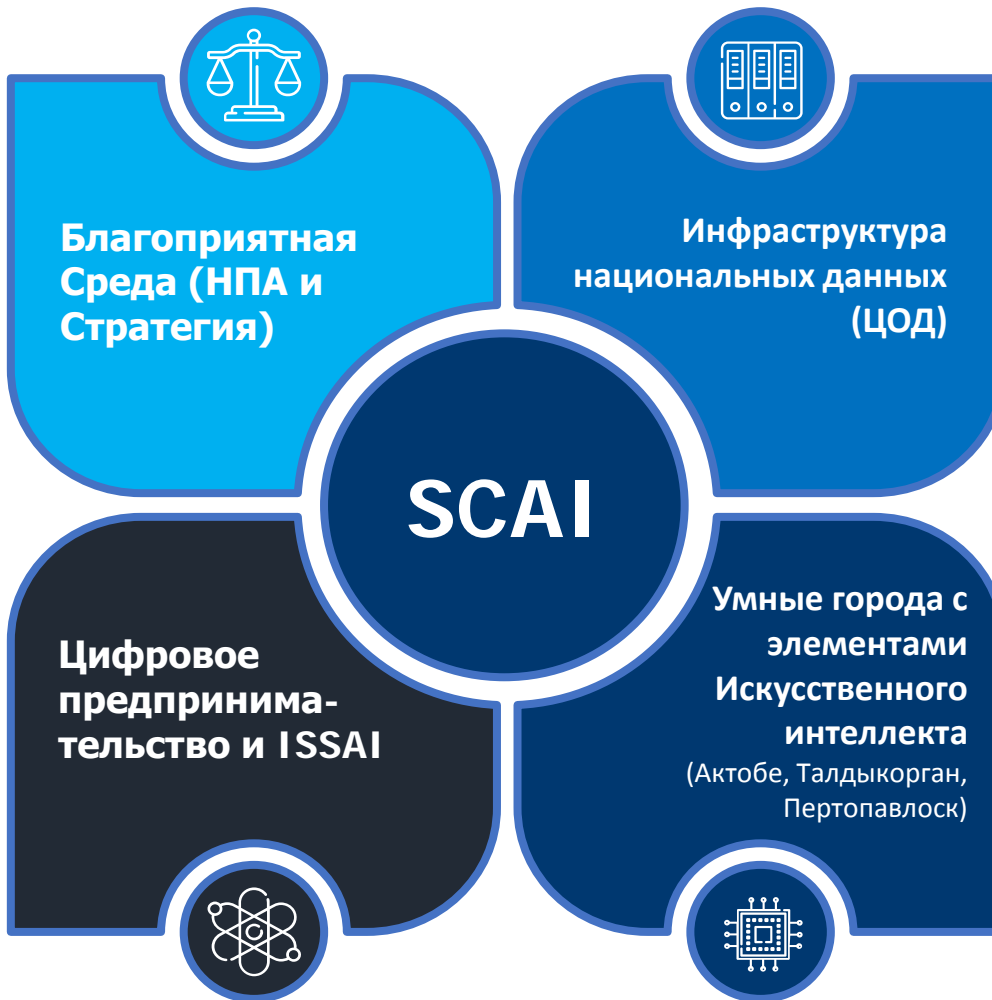 Благоприятная
Среда (НПА и
Стратегия)
Инфраструктура
национальных данных
(ЦОД)
SCAI
Цифровое
предпринима-
тельство и ISSAI
Умные города с
элементами
Искусственного
интеллекта
(Актобе, Талдыкорган,
Пертопавлоск)